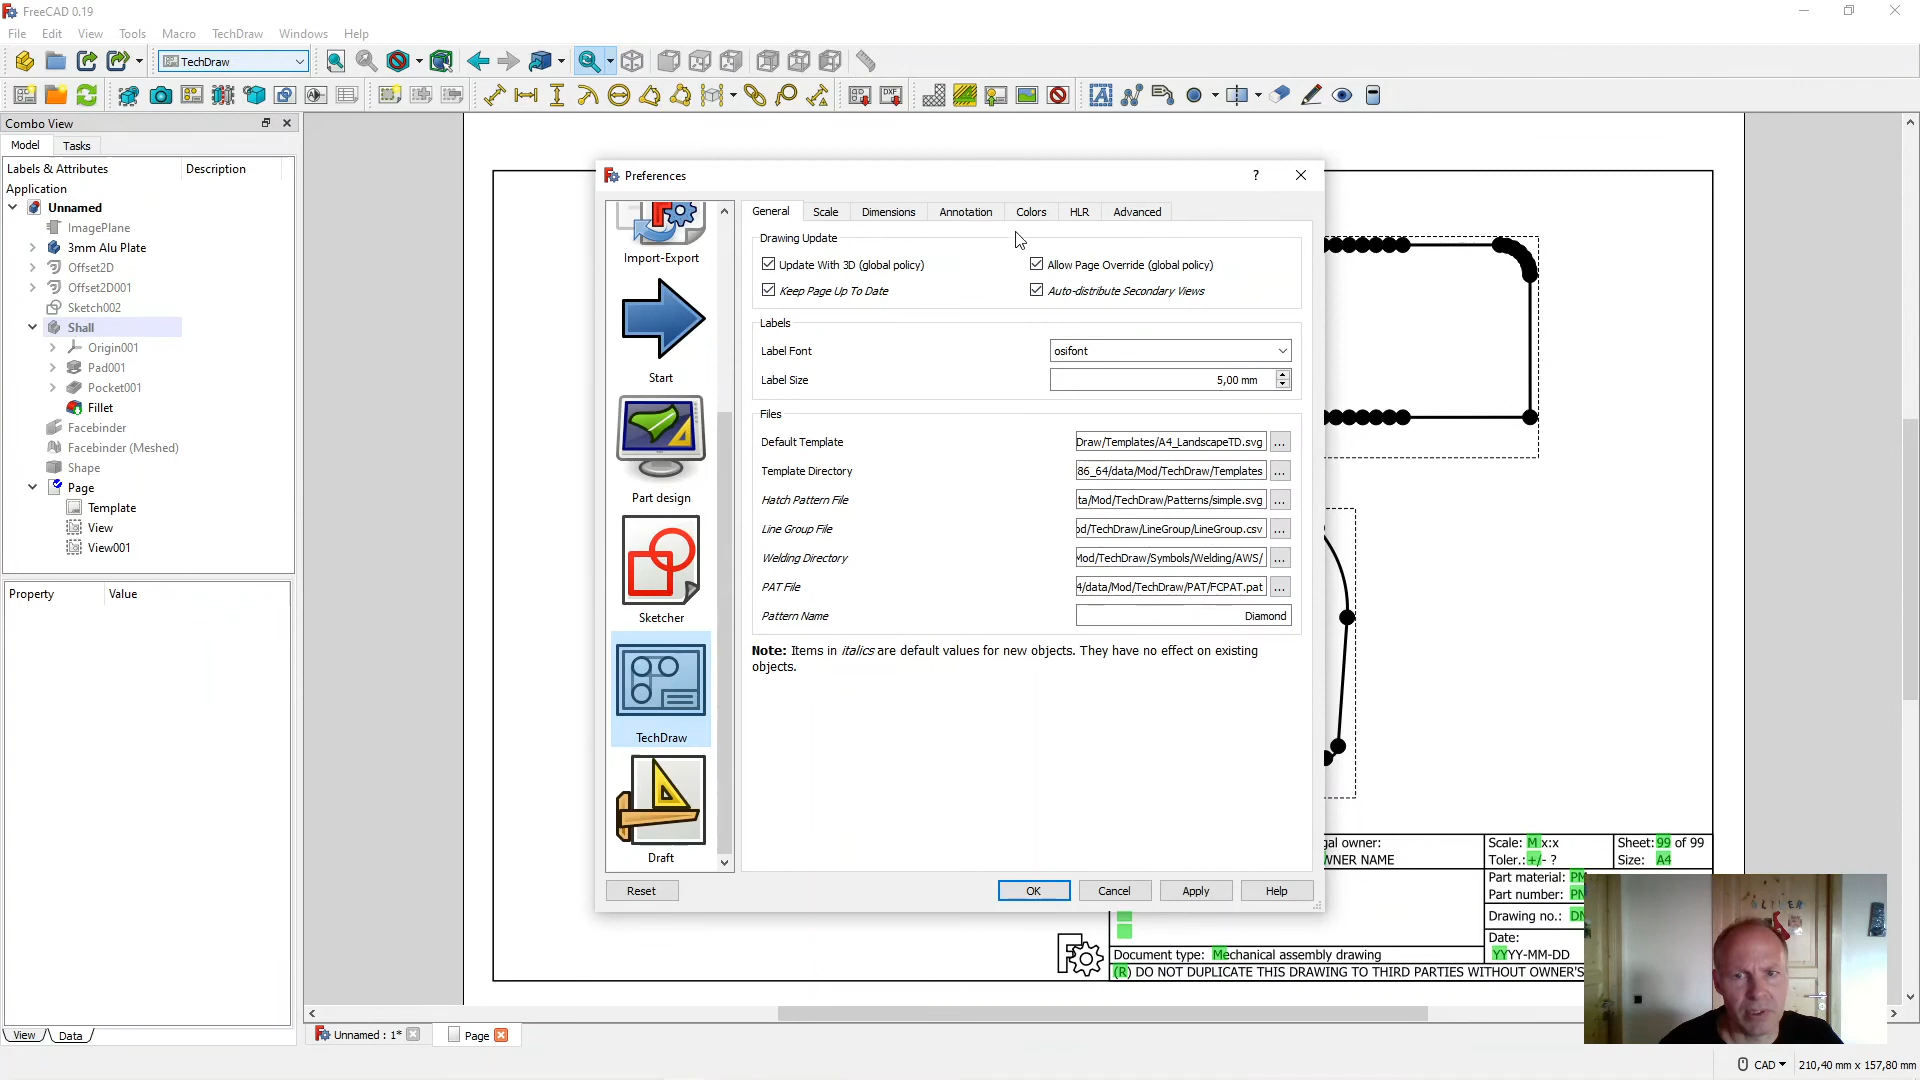 FreeCAD 0.19
File Edit View Tools Macro TechDraw Windows Help
TechDraw
Combo View
Model Tasks
Labels & Attributes Description
Application
Unnamed
ImagePlane
3mm Alu Plate
Offset2D
Offset2D001
Sketch002
Shall
Origin001
Pad001
Pocket001
Fillet
Facebinder
Facebinder (Meshed)
Shape
Page
Template
View
View001
Property Value
View Data
Preferences
?
Import-Export
Start
Part design
Sketcher
TechDraw
Draft
General Scale Dimensions Annotation Colors HLR Advanced
Drawing Update
Update With 3D (global policy) Allow Page Override (global policy)
Keep Page Up To Date Auto-distribute Secondary Views
Labels
Label Font osifont
Label Size 5,00 mm
Files
Default Template Draw/Templates/A4_LandscapeTD.svg ...
Template Directory 86_64/data/Mod/TechDraw/Templates ...
Hatch Pattern File ta/Mod/TechDraw/Patterns/simple.svg ...
Line Group File od/TechDraw/LineGroup/LineGroup.csv ...
Welding Directory Mod/TechDraw/Symbols/Welding/AWS/ ...
PAT File 4/data/Mod/TechDraw/PAT/FCPAT.pat ...
Pattern Name Diamond
Note: Items in italics are default values for new objects. They have no effect on existing
objects.
Reset OK Cancel Apply Help
gal owner:
WNER NAME
Scale: M x:x
Toler.: +/- ?
Sheet: 99 of 99
Size: A4
Part material: PM
Part number: PN
Drawing no.: DN
Date:
YYYY-MM-DD
Document type: Mechanical assembly drawing
(R) DO NOT DUPLICATE THIS DRAWING TO THIRD PARTIES WITHOUT OWNER'S
Unnamed : 1*
Page
CAD 210,40 mm x 157,80 mm